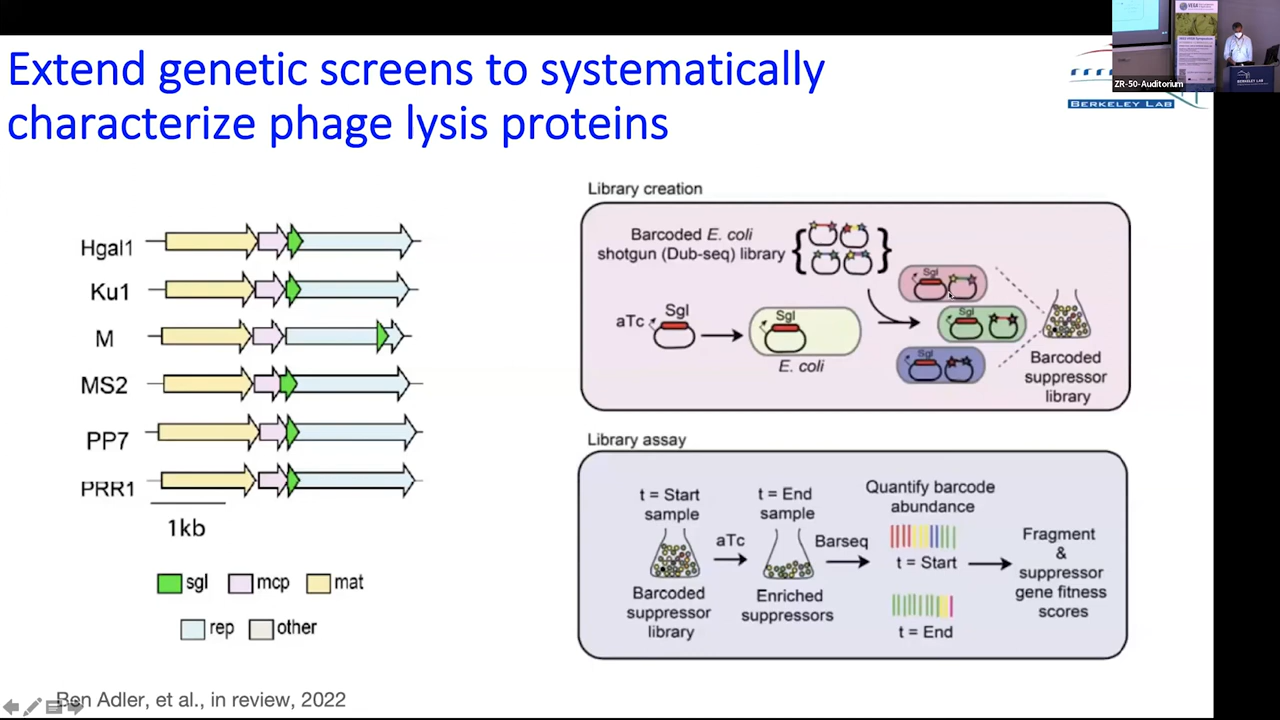 Extend genetic screens to systematically
characterize phage lysis proteins
BERKELEY LAB
ZR-50-Auditorium
BERKELEY LAB
Hgal1
Ku1
M
MS2
PP7
PRR1
1kb
sgl
mcp
mat
rep
other
Library creation
Barcoded E. coli
shotgun (Dub-seq) library
aTc
Sgl
Sgl
E. coli
Sgl
Sgl
Sgl
Barcoded
suppressor
library
Library assay
t = Start
sample
Barcoded
suppressor
library
aTc
t = End
sample
Enriched
suppressors
Barseq
Quantify barcode
abundance
t = Start
t = End
Fragment
&
suppressor
gene fitness
scores
Ben Adler, et al., in review, 2022